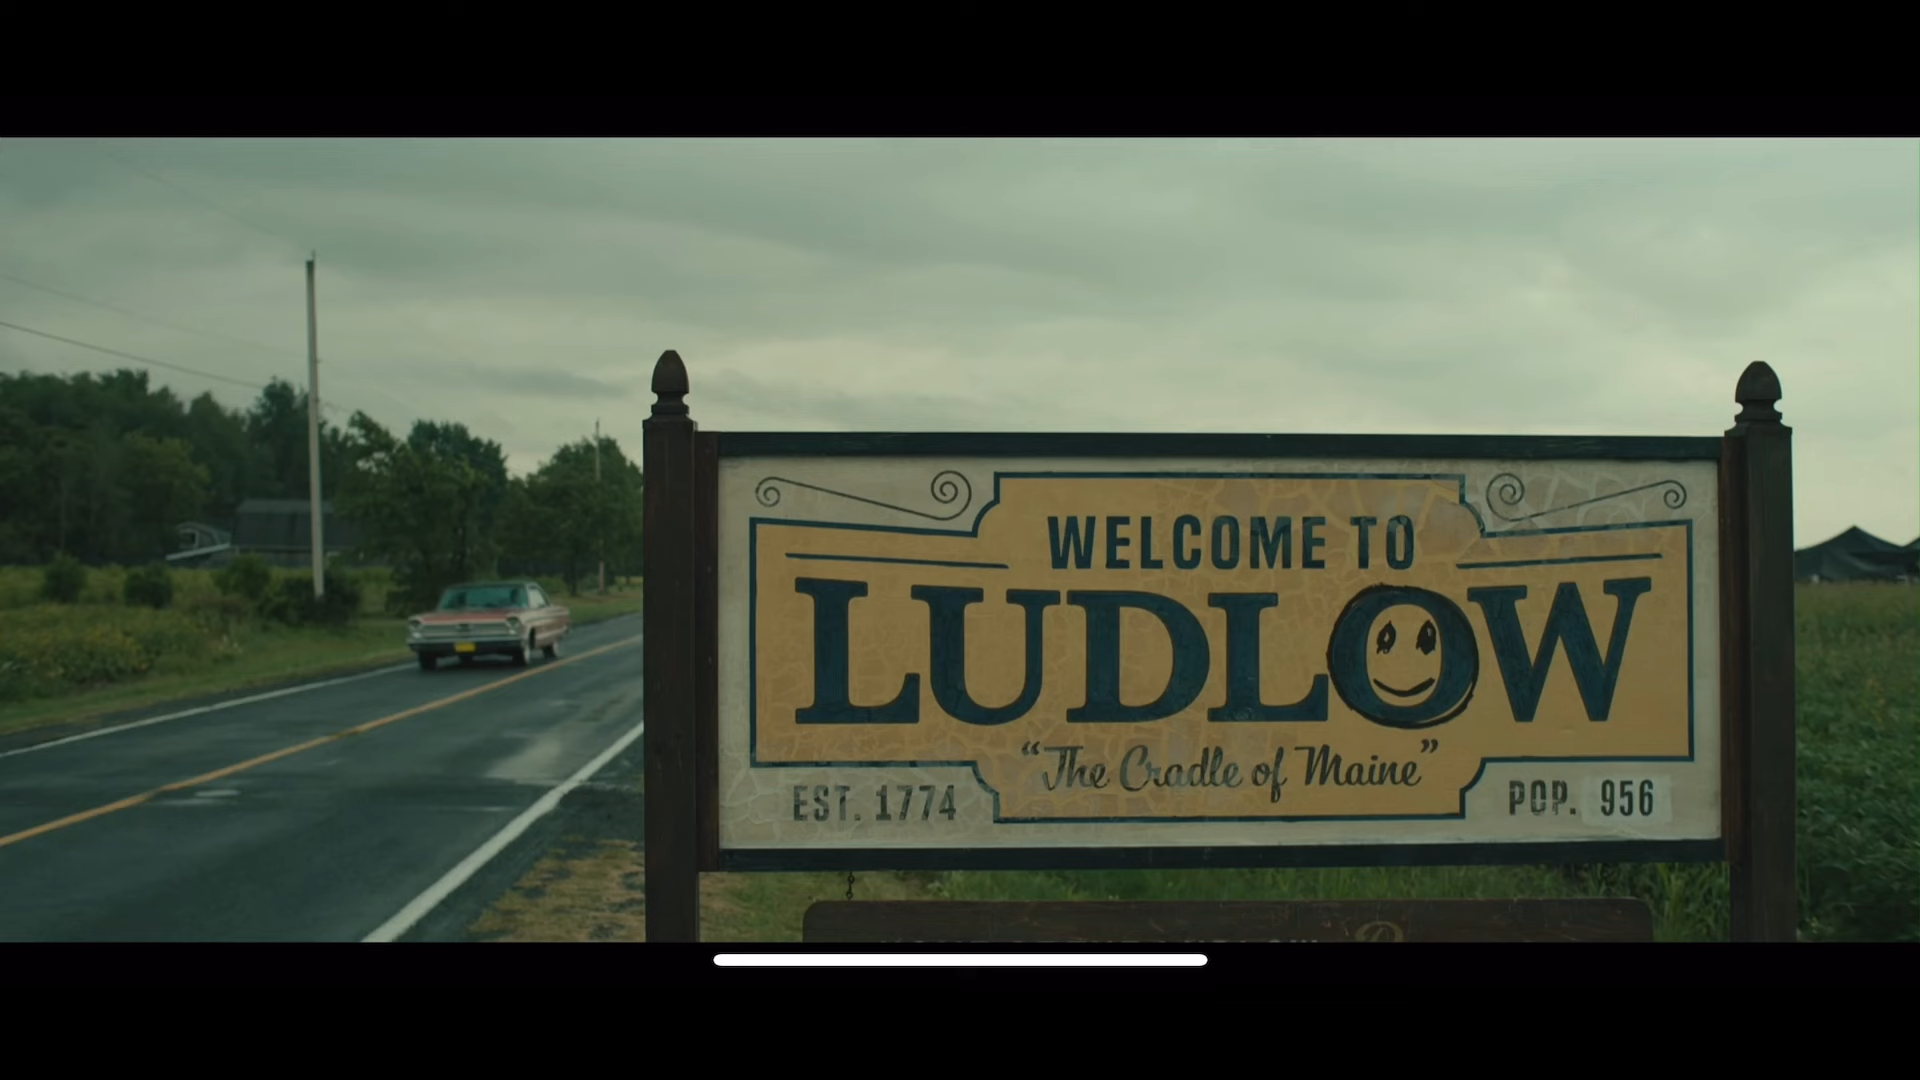 WELCOME TO
LUDLOW
“The Cradle of Maine”
EST. 1774
POP. 956